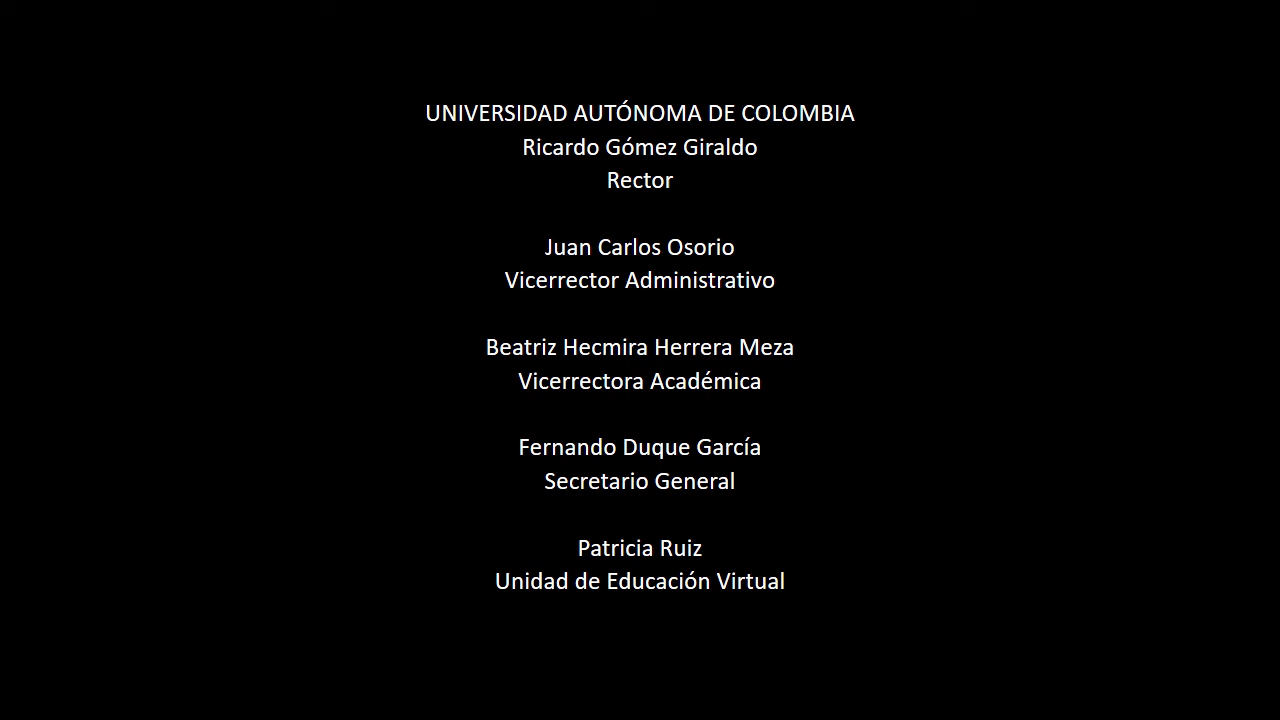 UNIVERSIDAD AUTÓNOMA DE COLOMBIA
Ricardo Gómez Giraldo
Rector
Juan Carlos Osorio
Vicerrector Administrativo
Beatriz Hecmira Herrera Meza
Vicerrectora Académica
Fernando Duque García
Secretario General
Patricia Ruiz
Unidad de Educación Virtual